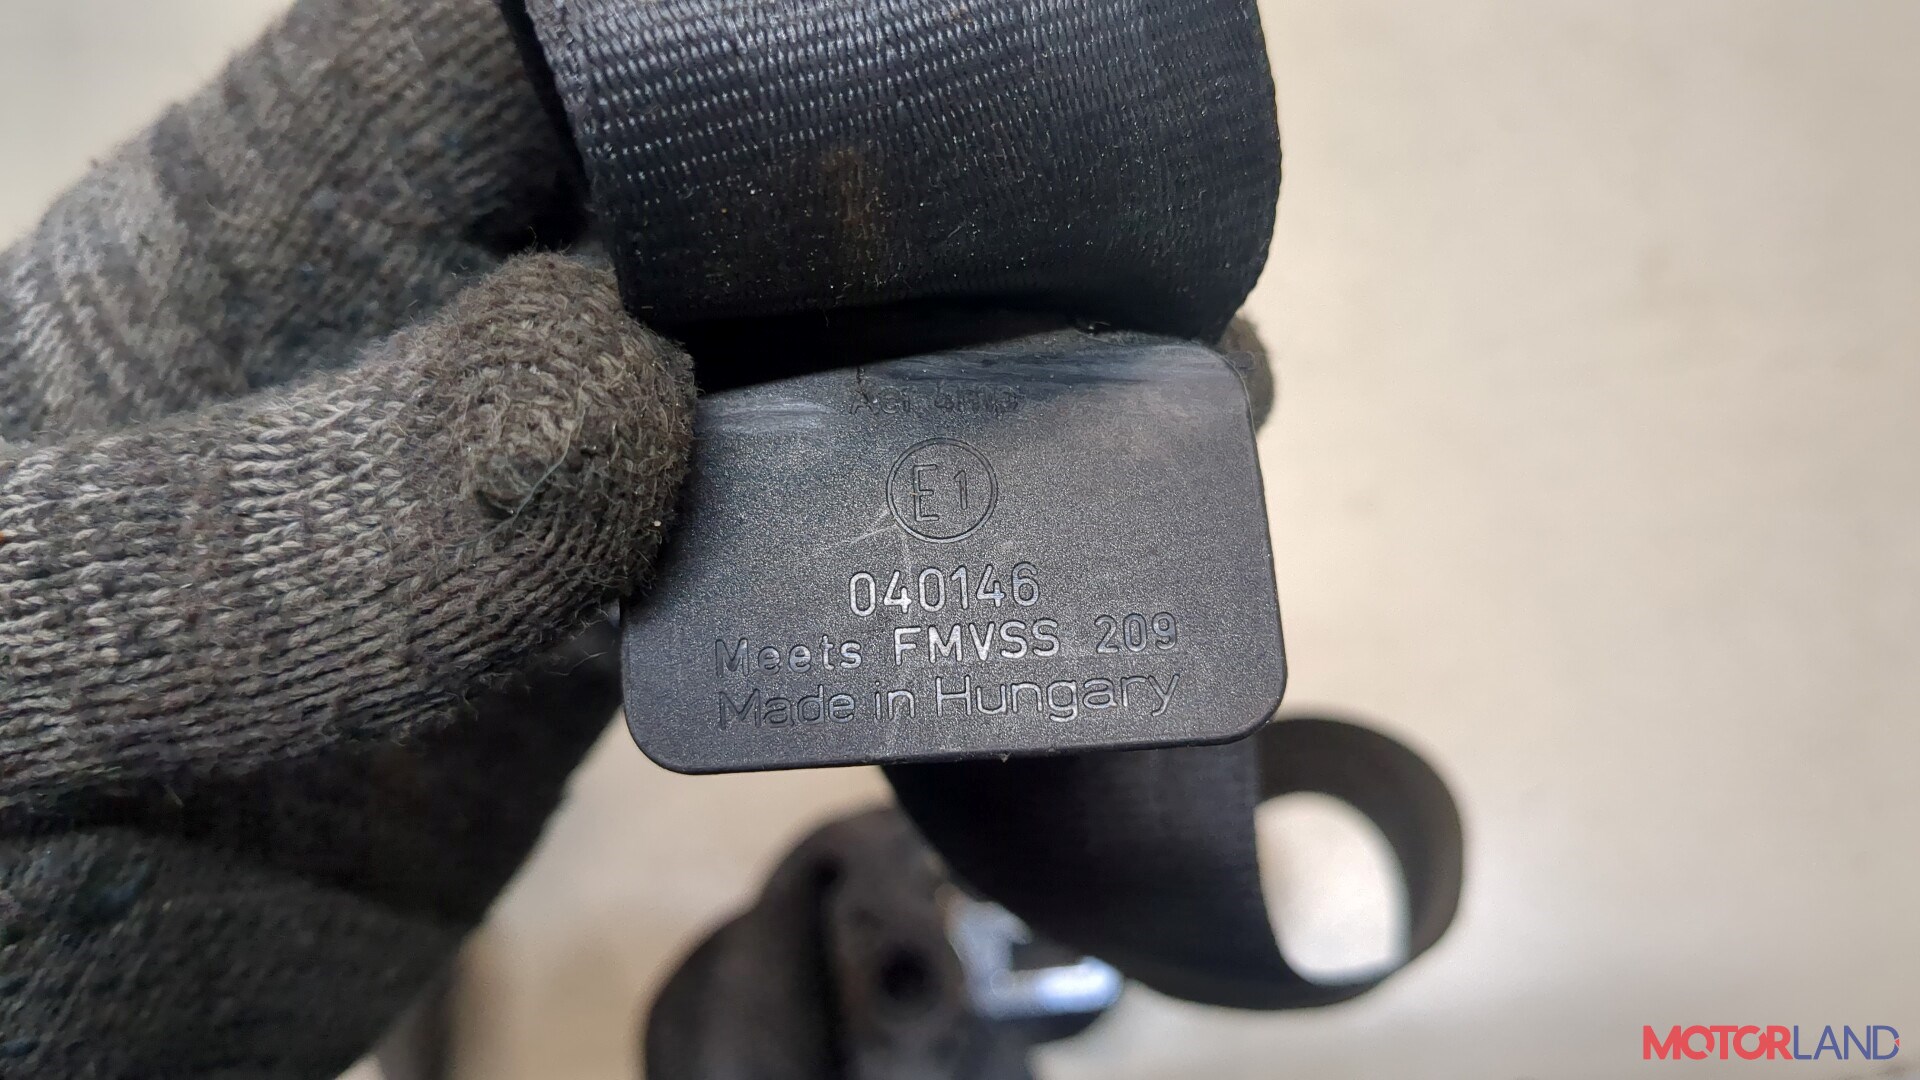 E1
040146
Meets FMVSS 209
Made in Hungary
MOTORLAND